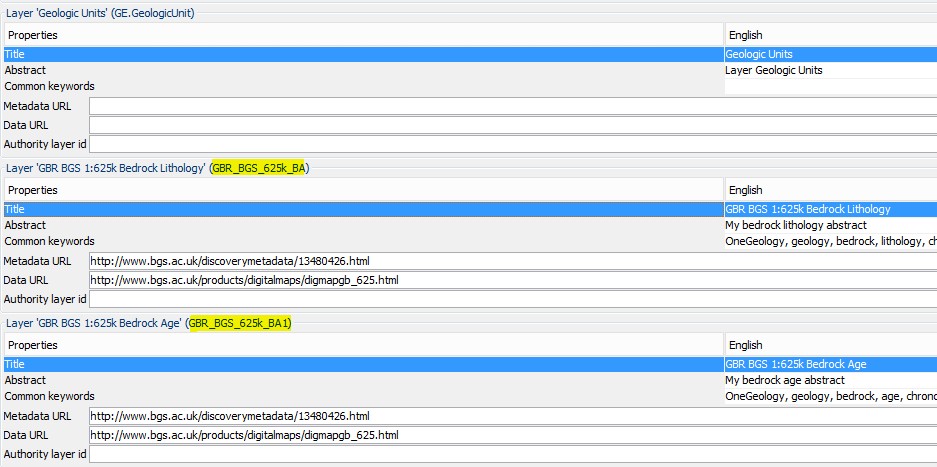 Layer 'Geologic Units' (GE.GeologicUnit)
Properties English
Title Geologic Units
Abstract Layer Geologic Units
Common keywords
Metadata URL
Data URL
Authority layer id
Layer 'GBR BGS 1:625k Bedrock Lithology' (GBR_BGS_625k_BA)
Properties English
Title GBR BGS 1:625k Bedrock Lithology
Abstract My bedrock lithology abstract
Common keywords OneGeology, geology, bedrock, lithology, ch
Metadata URL http://www.bgs.ac.uk/discoverymetadata/13480426.html
Data URL http://www.bgs.ac.uk/products/digitalmaps/digmapgb_625.html
Authority layer id
Layer 'GBR BGS 1:625k Bedrock Age' (GBR_BGS_625k_BA1)
Properties English
Title GBR BGS 1:625k Bedrock Age
Abstract My bedrock age abstract
Common keywords OneGeology, geology, bedrock, age, chrono
Metadata URL http://www.bgs.ac.uk/discoverymetadata/13480426.html
Data URL http://www.bgs.ac.uk/products/digitalmaps/digmapgb_625.html
Authority layer id